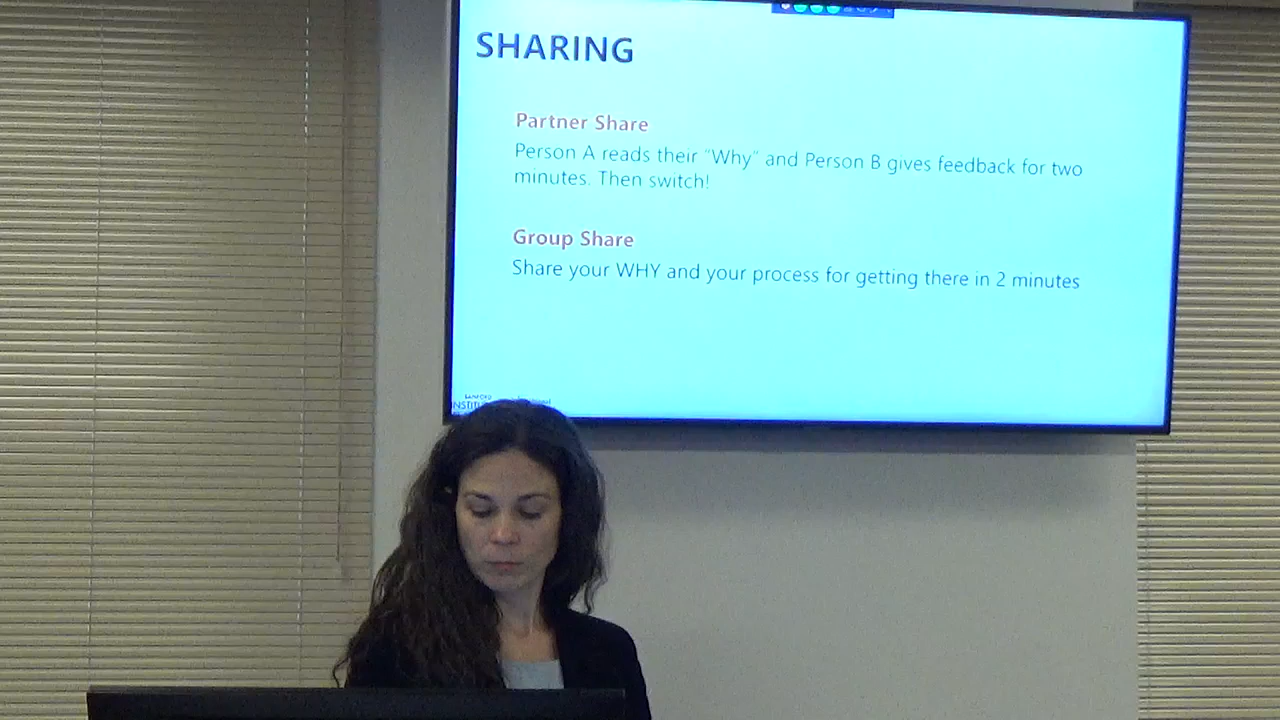 SHARING
Partner Share
Person A reads their “Why” and Person B gives feedback for two
minutes. Then switch!
Group Share
Share your WHY and your process for getting there in 2 minutes